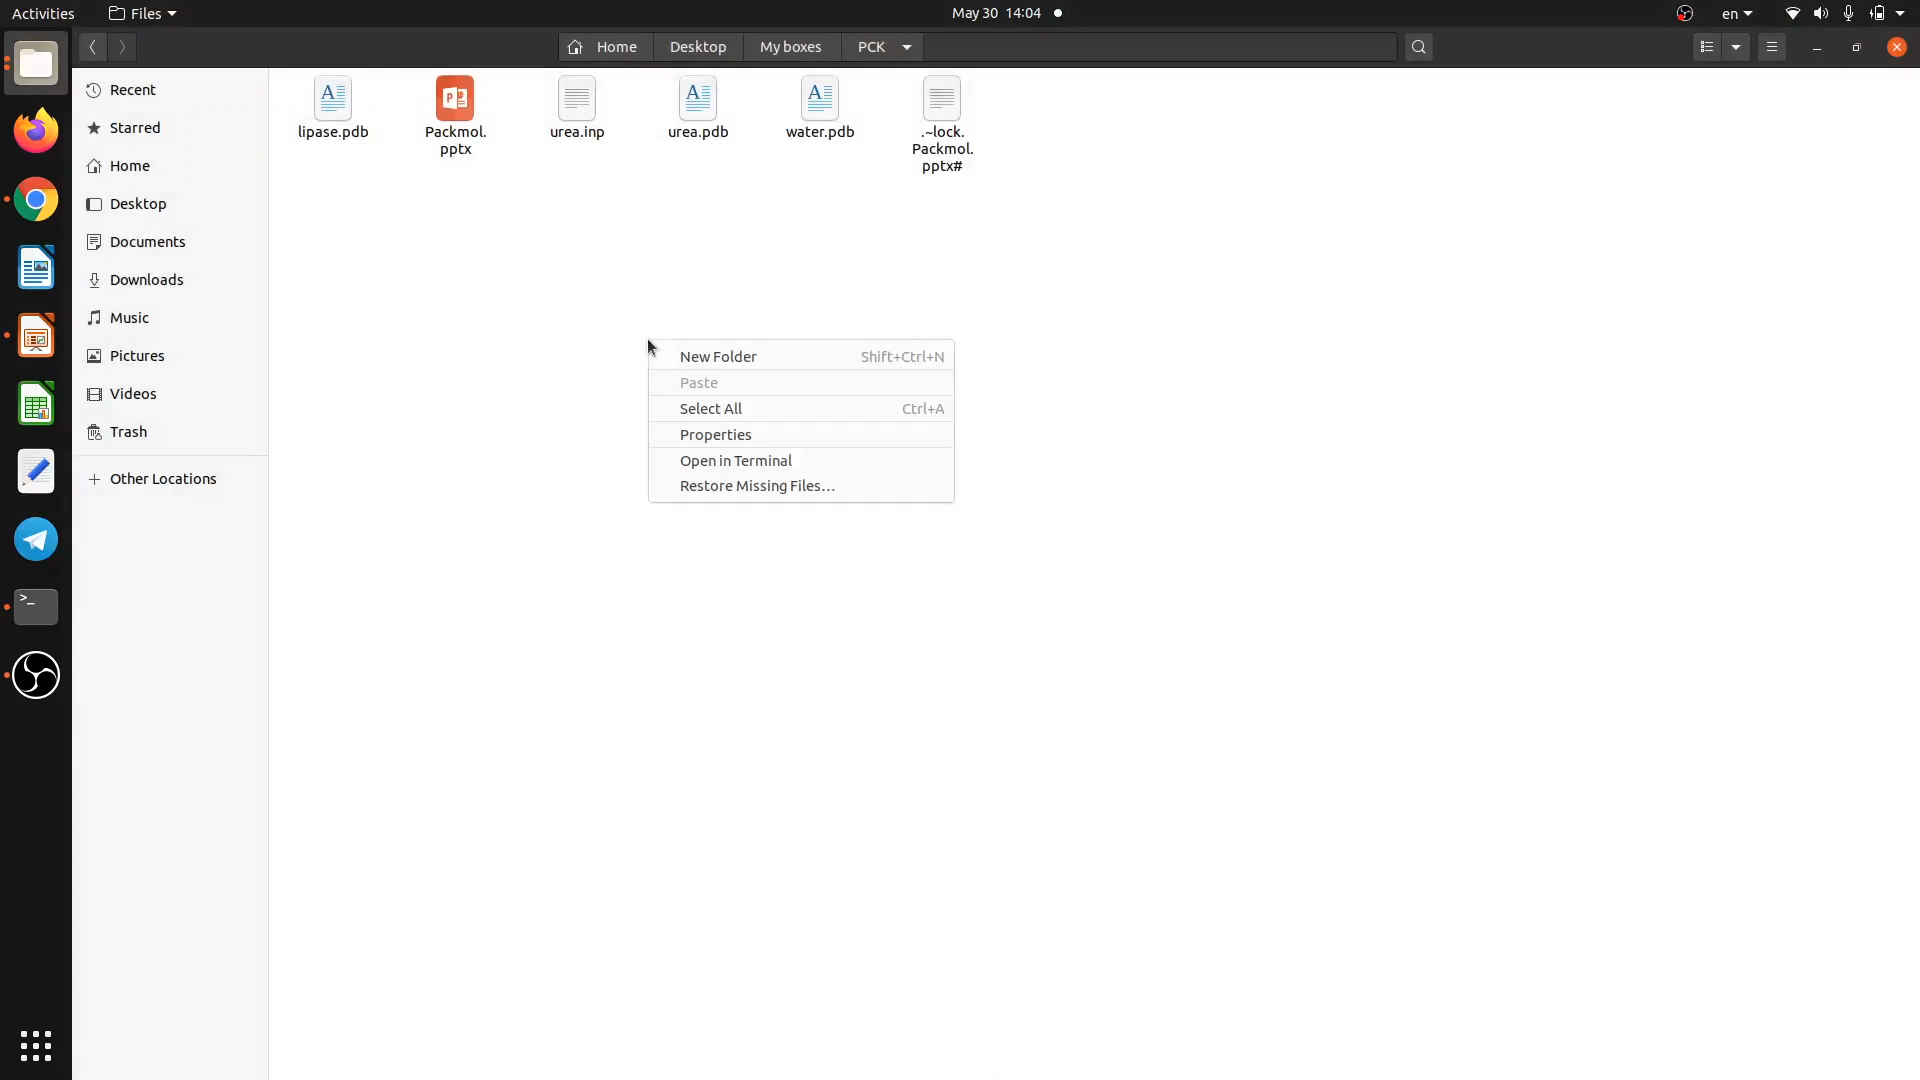 Activities
Files
May 30 14:04
en
Home
Desktop
My boxes
PCK
Recent
Starred
Home
Desktop
Documents
Downloads
Music
Pictures
Videos
Trash
Other Locations
lipase.pdb
Packmol.
pptx
urea.inp
urea.pdb
water.pdb
.~lock.
Packmol.
pptx#
New Folder Shift+Ctrl+N
Paste
Select All Ctrl+A
Properties
Open in Terminal
Restore Missing Files…